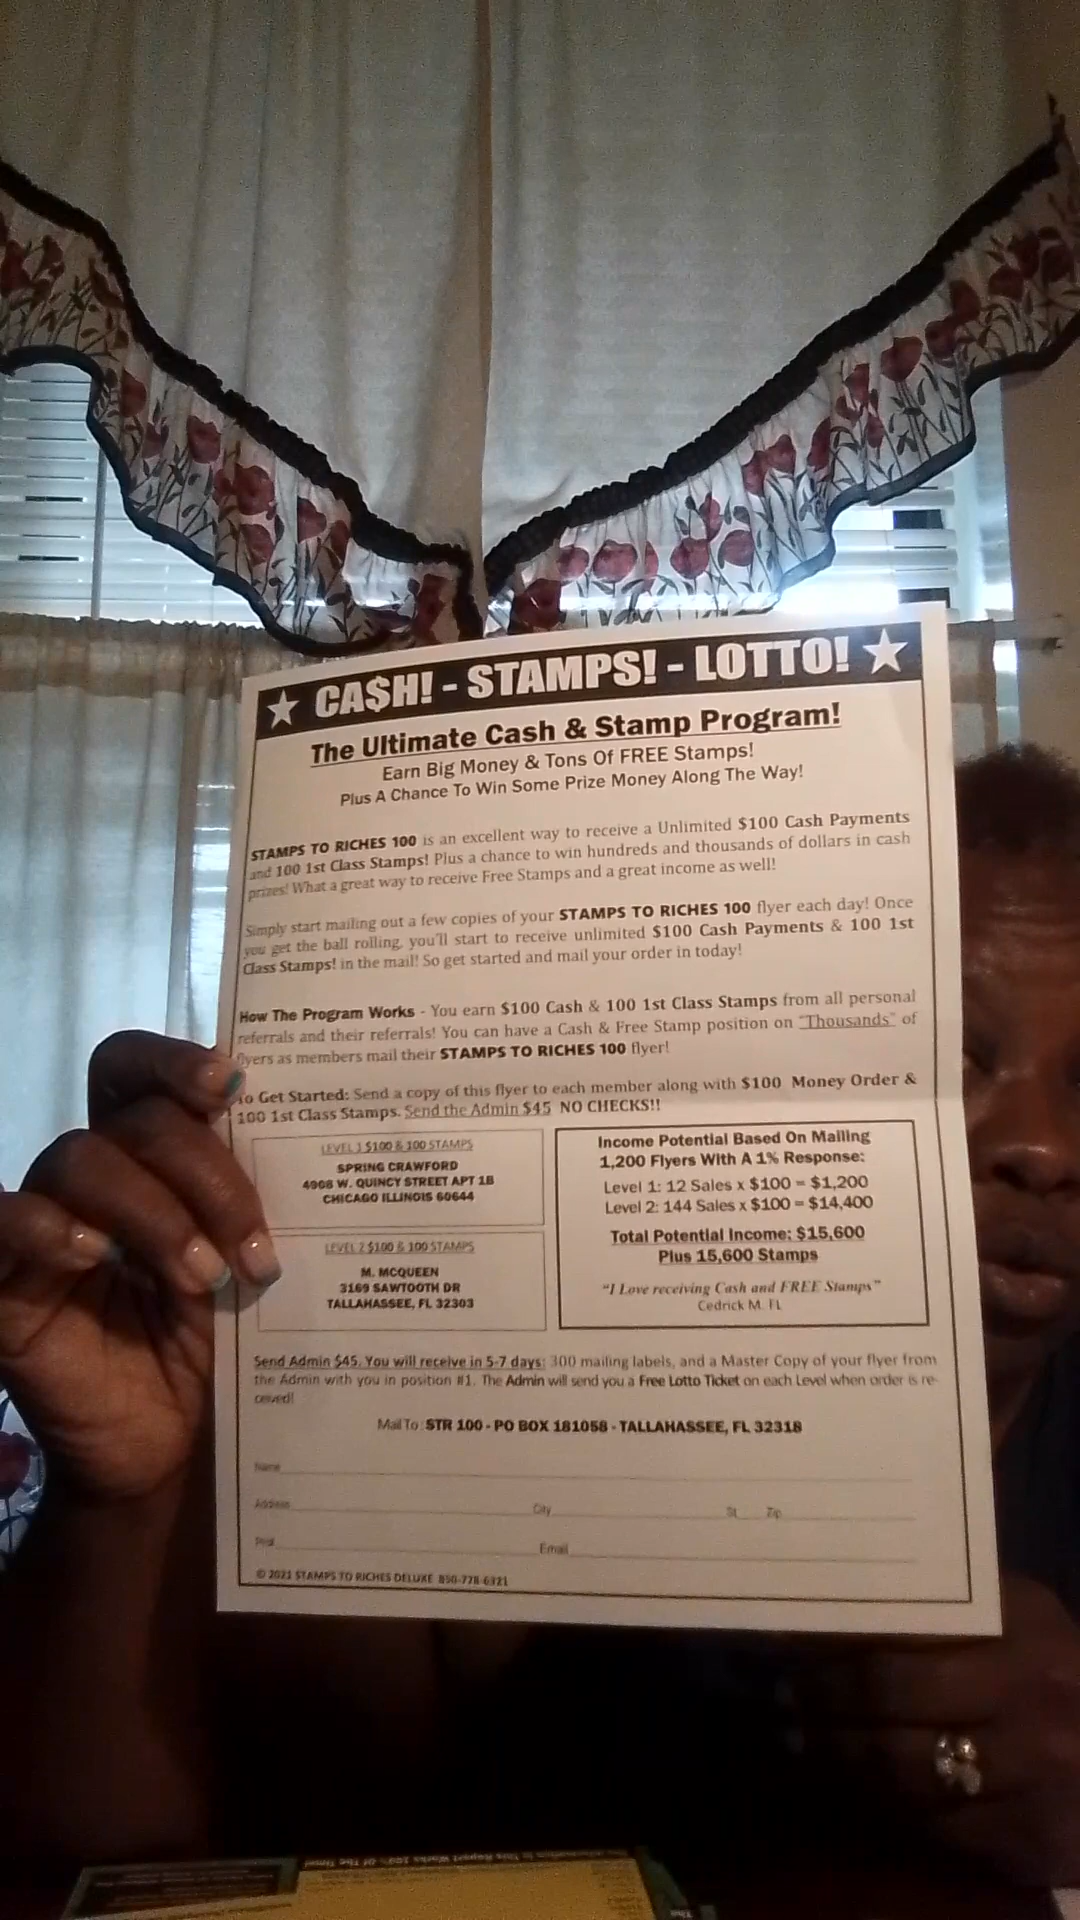 ★ CA$H! - STAMPS! - LOTTO! ★
The Ultimate Cash & Stamp Program!
Earn Big Money & Tons Of FREE Stamps!
Plus A Chance To Win Some Prize Money Along The Way!
STAMPS TO RICHES 100 is an excellent way to receive a Unlimited $100 Cash Payments
and 100 1st Class Stamps! Plus a chance to win hundreds and thousands of dollars in cash
prizes! What a great way to receive Free Stamps and a great income as well!
Simply start mailing out a few copies of your STAMPS TO RICHES 100 flyer each day! Once
you get the ball rolling, you'll start to receive unlimited $100 Cash Payments & 100 1st
Class Stamps! in the mail! So get started and mail your order in today!
How The Program Works - You earn $100 Cash & 100 1st Class Stamps from all personal
referrals and their referrals! You can have a Cash & Free Stamp position on "Thousands" of
flyers as members mail their STAMPS TO RICHES 100 flyer!
To Get Started: Send a copy of this flyer to each member along with $100 Money Order &
100 1st Class Stamps. Send the Admin $45 NO CHECKS!!
LEVEL 1 $100 & 100 STAMPS
SPRING CRAWFORD
4908 W. QUINCY STREET APT 1B
CHICAGO ILLINOIS 60644
LEVEL 2 $100 & 100 STAMPS
M. MCQUEEN
3169 SAWTOOTH DR
TALLAHASSEE, FL 32303
Income Potential Based On Mailing
1,200 Flyers With A 1% Response:
Level 1: 12 Sales x $100 = $1,200
Level 2: 144 Sales x $100 = $14,400
Total Potential Income: $15,600
Plus 15,600 Stamps
"I Love receiving Cash and FREE Stamps"
Cedrick M. FL
Send Admin $45. You will receive in 5-7 days: 300 mailing labels, and a Master Copy of your flyer from
the Admin with you in position #1. The Admin will send you a Free Lotto Ticket on each Level when order is re-
ceived!
Mail To: STR 100 - PO BOX 181058 - TALLAHASSEE, FL 32318
Name
Address City St Zip
Email
© 2021 STAMPS TO RICHES DELUXE 850-778-6321